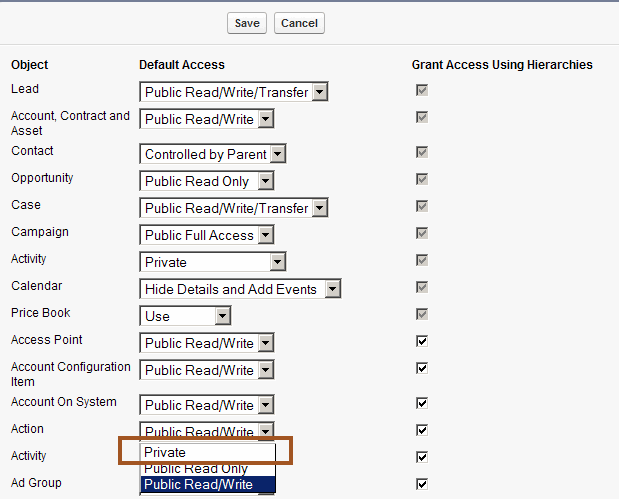 Save Cancel
Object Default Access Grant Access Using Hierarchies
Lead Public Read/Write/Transfer
Account, Contract and
Asset Public Read/Write
Contact Controlled by Parent
Opportunity Public Read Only
Case Public Read/Write/Transfer
Campaign Public Full Access
Activity Private
Calendar Hide Details and Add Events
Price Book Use
Access Point Public Read/Write
Account Configuration
Item Public Read/Write
Account On System Public Read/Write
Action Public Read/Write
Private
Activity Public Read Only
Ad Group Public Read/Write